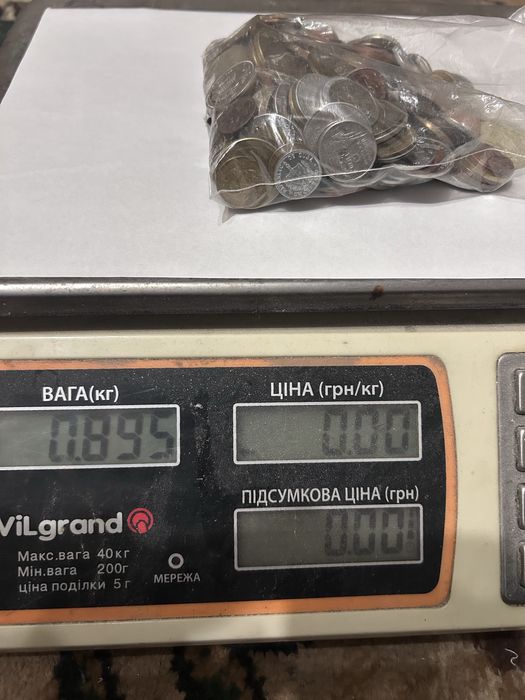 ВАГА(кг)
ЦІНА (грн/кг)
0.895
0.00
ПІДСУМКОВА ЦІНА (грн)
0.00
ViLgrand
Макс.вага 40кг
Мін.вага 200г
ціна поділки 5г
МЕРЕЖА